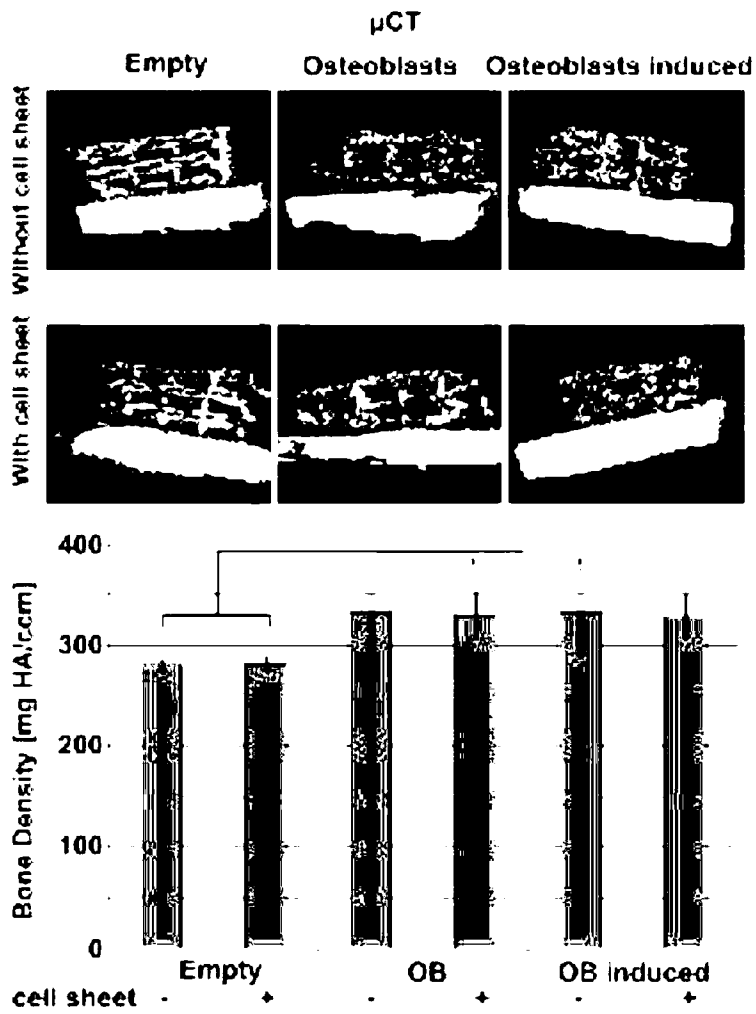 µCT
Empty Osteoblasts Osteoblasts induced
Without cell sheet
With cell sheet
Bone Density [mg HA/ccm]
400
300
200
100
0
Empty OB OB induced
cell sheet - + - + - +